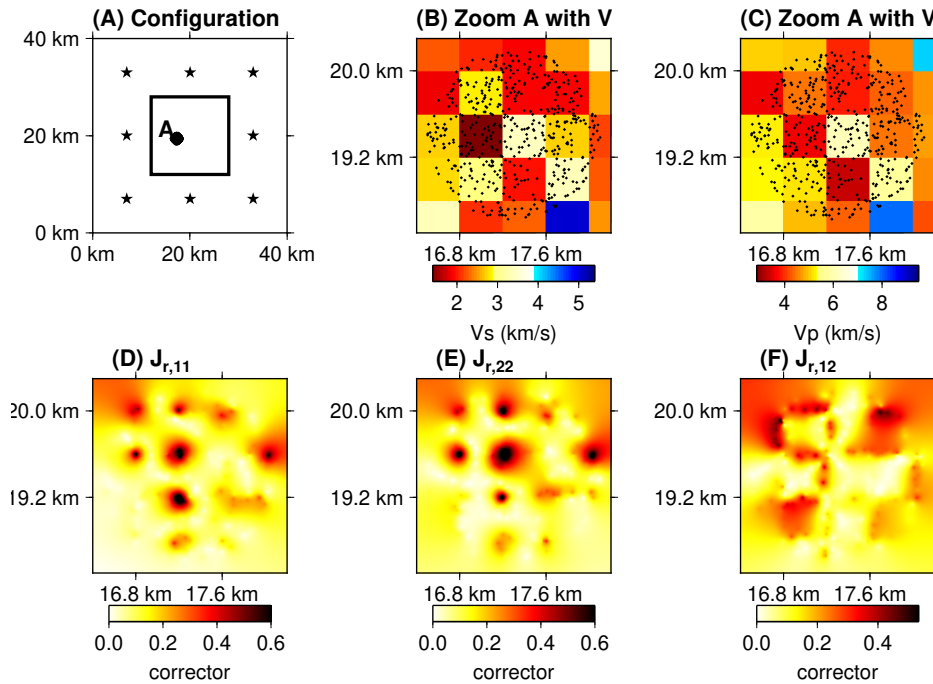 (A) Configuration
(B) Zoom A with V
(C) Zoom A with V
40 km
20 km
0 km
A
0 km
20 km
40 km
20.0 km
19.2 km
16.8 km
17.6 km
2
3
4
5
Vs (km/s)
20.0 km
19.2 km
16.8 km
17.6 km
4
6
8
Vp (km/s)
(D) Jr,11
(E) Jr,22
(F) Jr,12
20.0 km
19.2 km
16.8 km
17.6 km
0.0
0.2
0.4
0.6
corrector
20.0 km
19.2 km
16.8 km
17.6 km
0.0
0.2
0.4
0.6
corrector
20.0 km
19.2 km
16.8 km
17.6 km
0.0
0.2
0.4
corrector